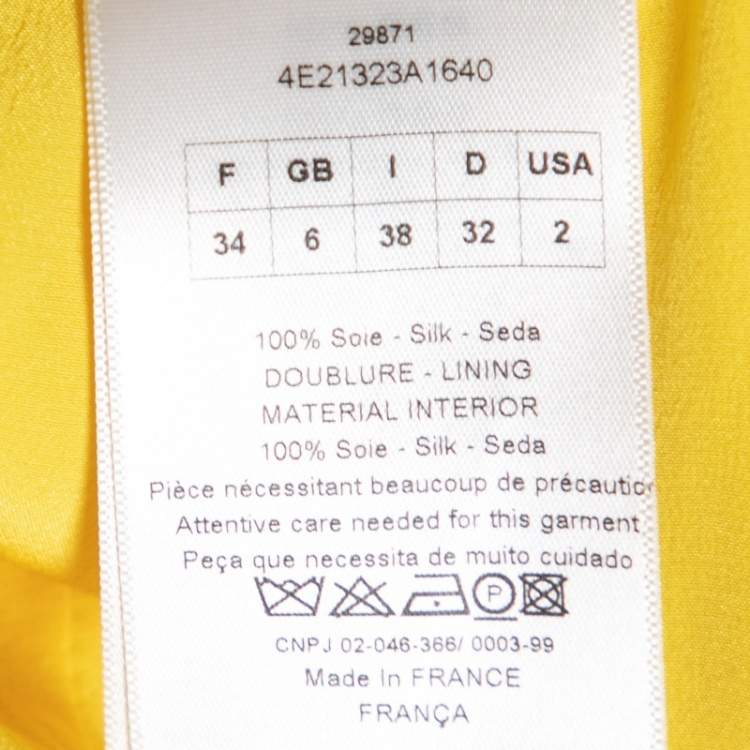 29871
4E21323A1640
F GB I D USA
34 6 38 32 2
100% Soie - Silk - Seda
DOUBLURE - LINING
MATERIAL INTERIOR
100% Soie - Silk - Seda
Pièce nécessitant beaucoup de précaution
Attentive care needed for this garment
Peça que necessita de muito cuidado
P
CNPJ 02-046-366/ 0003-99
Made In FRANCE
FRANÇA